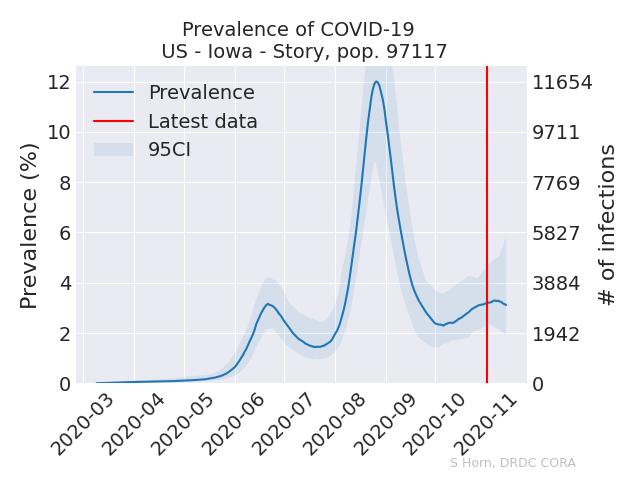 Prevalence of COVID-19
US - Iowa - Story, pop. 97117
Prevalence (%)
12
10
8
6
4
2
0
Prevalence
Latest data
95CI
11654
9711
7769
5827
3884
1942
0
# of infections
2020-03
2020-04
2020-05
2020-06
2020-07
2020-08
2020-09
2020-10
2020-11
S Horn, DRDC CORA